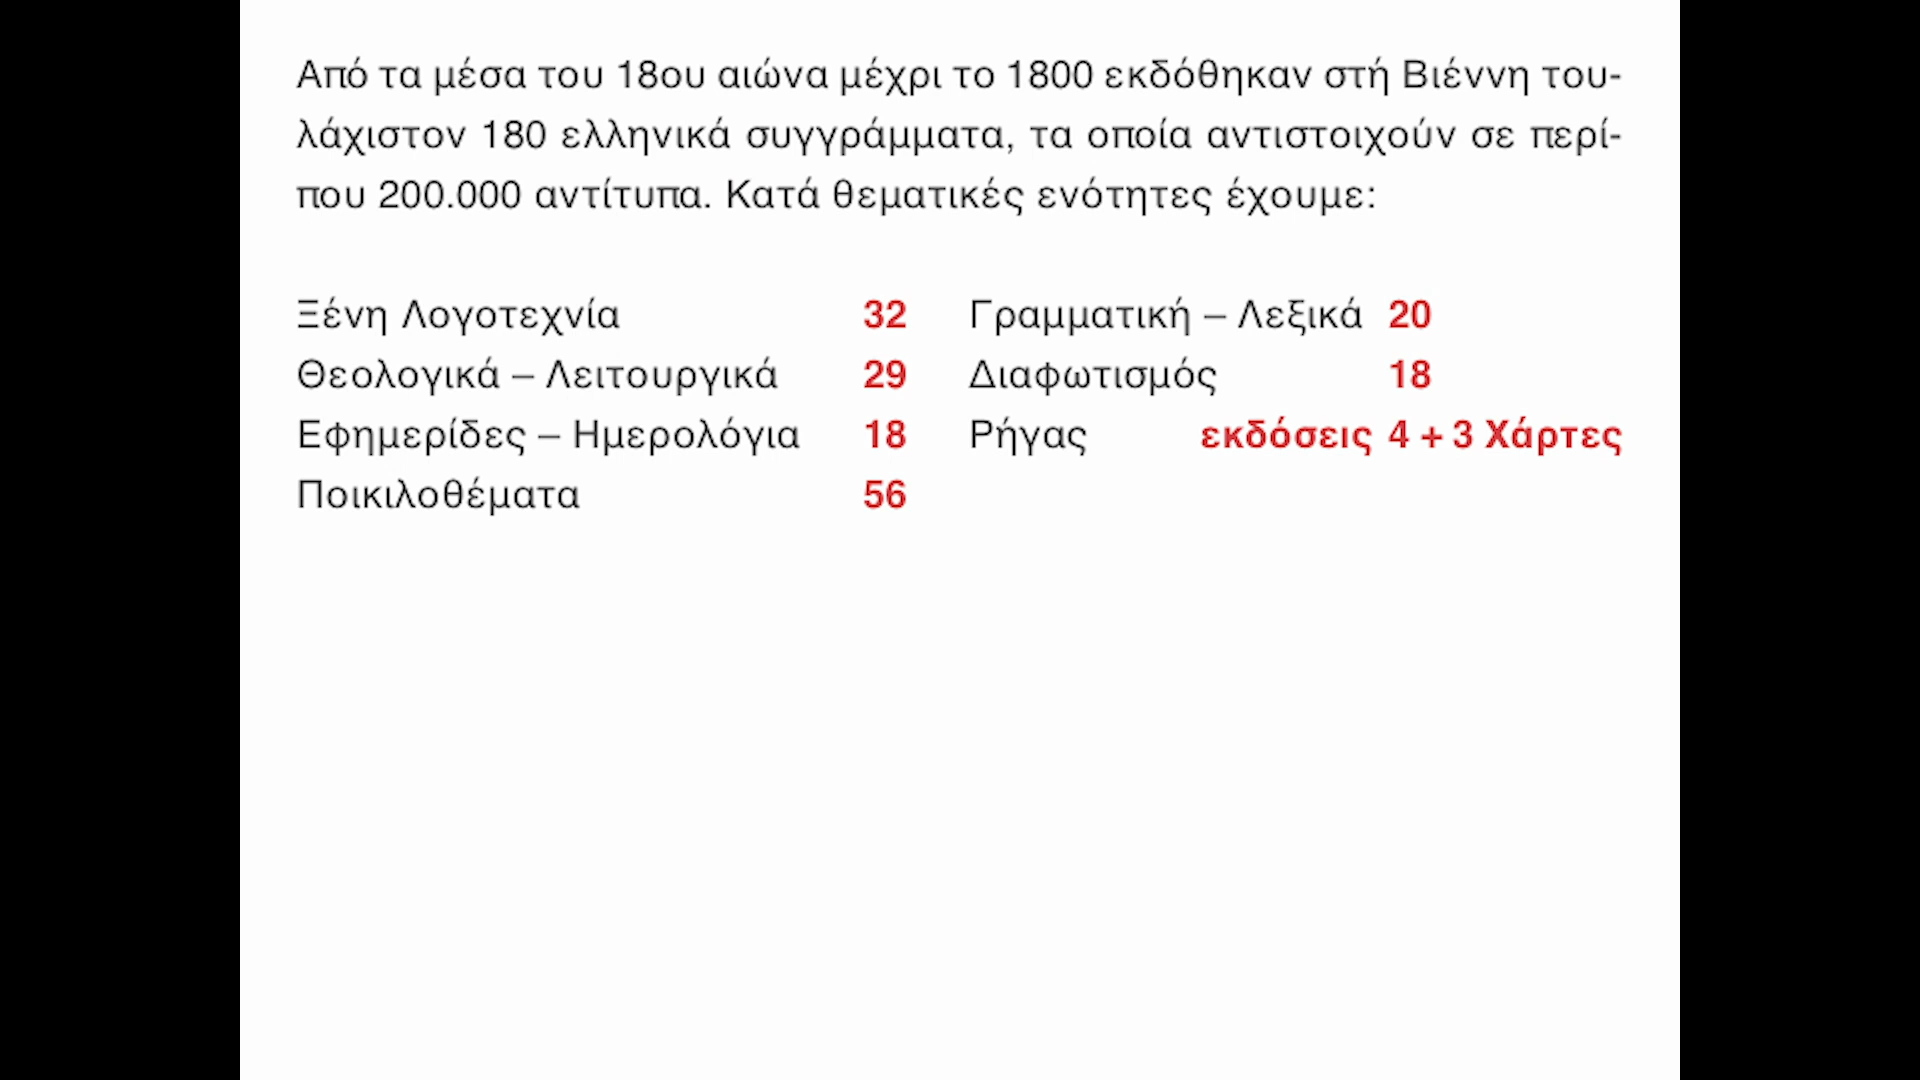 Από τα μέσα του 18ου αιώνα μέχρι το 1800 εκδόθηκαν στή Βιέννη του-
λάχιστον 180 ελληνικά συγγράμματα, τα οποία αντιστοιχούν σε περί-
που 200.000 αντίτυπα. Κατά θεματικές ενότητες έχουμε:
Ξένη Λογοτεχνία 32 Γραμματική – Λεξικά 20
Θεολογικά – Λειτουργικά 29 Διαφωτισμός 18
Εφημερίδες – Ημερολόγια 18 Ρήγας εκδόσεις 4 + 3 Χάρτες
Ποικιλοθέματα 56